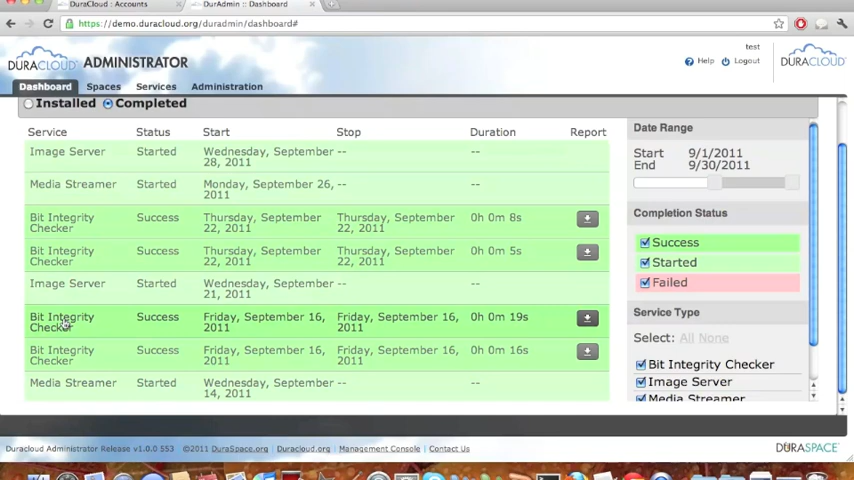 DuraCloud : Accounts
DurAdmin :: Dashboard
https://demo.duracloud.org/duradmin/dashboard#
DURACLOUD ADMINISTRATOR
test
Help Logout
DURACLOUD
Dashboard Spaces Services Administration
Installed Completed
Service Status Start Stop Duration Report
Image Server Started Wednesday, September -- --
28, 2011
Media Streamer Started Monday, September 26, -- --
2011
Bit Integrity Success Thursday, September Thursday, September 0h 0m 8s
Checker 22, 2011 22, 2011
Bit Integrity Success Thursday, September Thursday, September 0h 0m 5s
Checker 22, 2011 22, 2011
Image Server Started Wednesday, September -- --
21, 2011
Bit Integrity Success Friday, September 16, Friday, September 16, 0h 0m 19s
Checker 2011 2011
Bit Integrity Success Friday, September 16, Friday, September 16, 0h 0m 16s
Checker 2011 2011
Media Streamer Started Wednesday, September -- --
14, 2011
Date Range
Start 9/1/2011
End 9/30/2011
Completion Status
Success
Started
Failed
Service Type
Select: All None
Bit Integrity Checker
Image Server
Media Streamer
Duracloud Administrator Release v1.0.0 553 ©2011 DuraSpace.org Duracloud.org Management Console Contact Us
DURASPACE